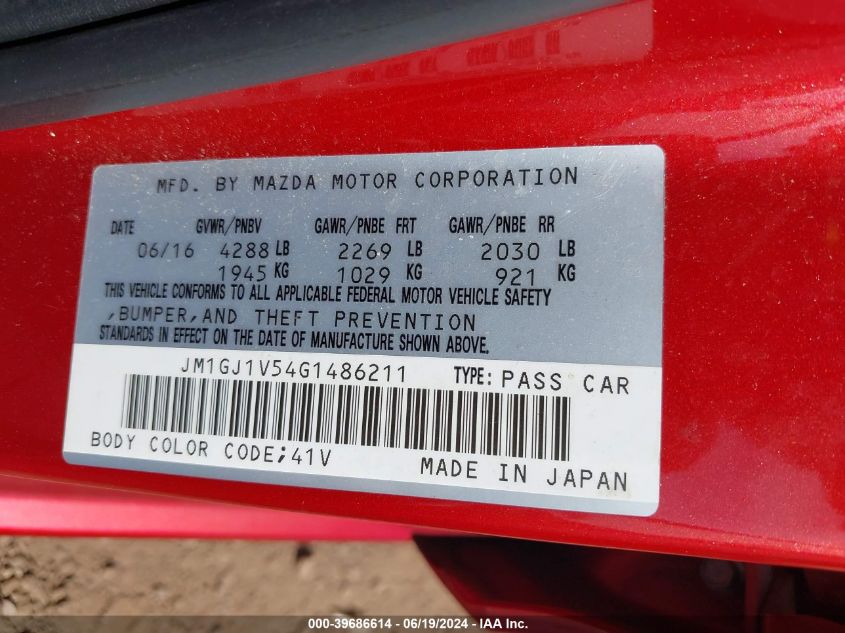 MFD. BY MAZDA MOTOR CORPORATION
DATE GVWR/PNBV GAWR/PNBE FRT GAWR/PNBE RR
06/16 4288 LB 2269 LB 2030 LB
1945 KG 1029 KG 921 KG
THIS VEHICLE CONFORMS TO ALL APPLICABLE FEDERAL MOTOR VEHICLE SAFETY
,BUMPER,AND THEFT PREVENTION
STANDARDS IN EFFECT ON THE DATE OF MANUFACTURE SHOWN ABOVE.
JM1GJ1V54G1486211 TYPE: PASS CAR
BODY COLOR CODE;41V
MADE IN JAPAN
000-39686614 - 06/19/2024 - IAA Inc.